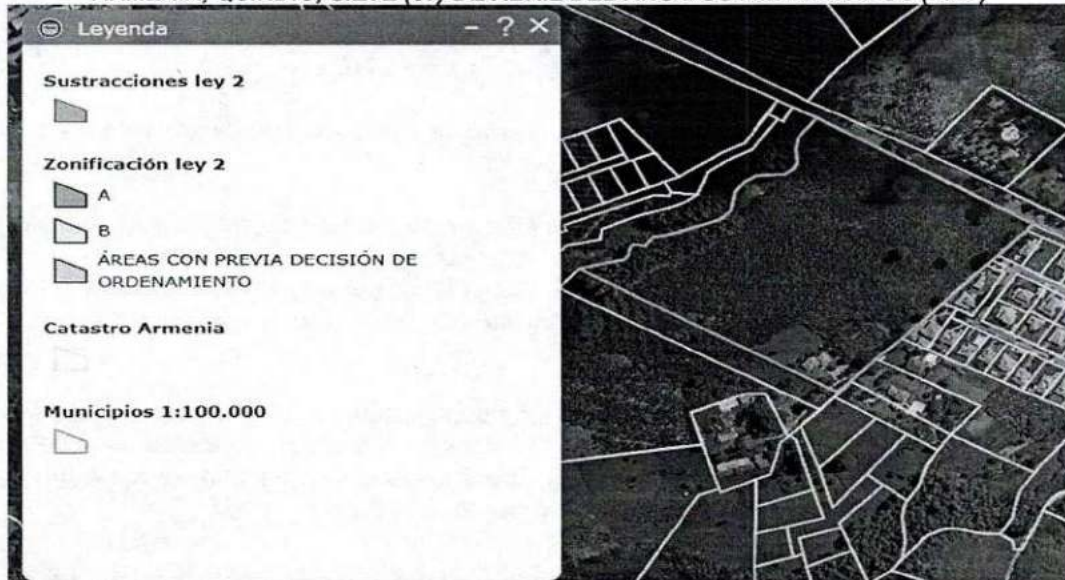 Leyenda - ? ×
Sustracciones ley 2
Zonificación ley 2
A
B
ÁREAS CON PREVIA DECISIÓN DE
ORDENAMIENTO
Catastro Armenia
Municipios 1:100.000